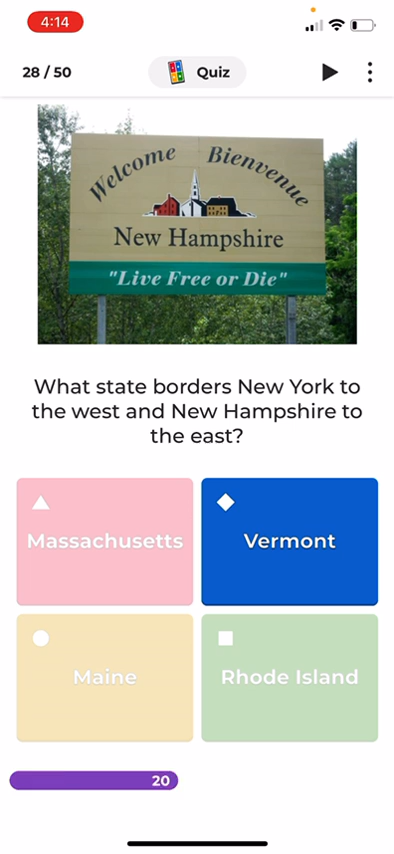 4:14
28 / 50
Quiz
Welcome Bienvenue
New Hampshire
"Live Free or Die"
What state borders New York to
the west and New Hampshire to
the east?
Massachusetts
Vermont
Maine
Rhode Island
20